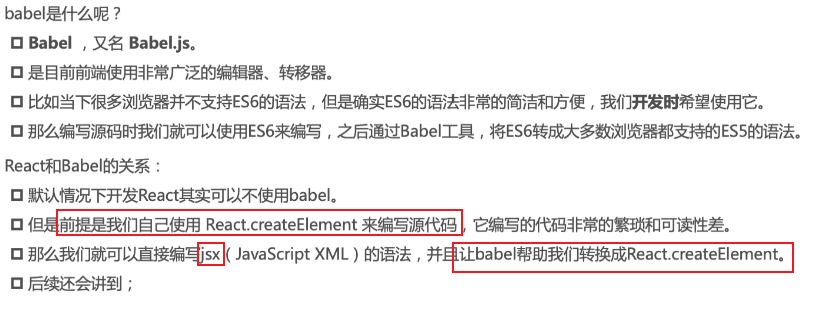 babel是什么呢？
Babel ，又名 Babel.js。
是目前前端使用非常广泛的编辑器、转移器。
比如当下很多浏览器并不支持ES6的语法，但是确实ES6的语法非常的简洁和方便，我们开发时希望使用它。
那么编写源码时我们就可以使用ES6来编写，之后通过Babel工具，将ES6转成大多数浏览器都支持的ES5的语法。
React和Babel的关系：
默认情况下开发React其实可以不使用babel。
但是前提是我们自己使用 React.createElement 来编写源代码，它编写的代码非常的繁琐和可读性差。
那么我们就可以直接编写jsx（JavaScript XML）的语法，并且让babel帮助我们转换成React.createElement。
后续还会讲到；